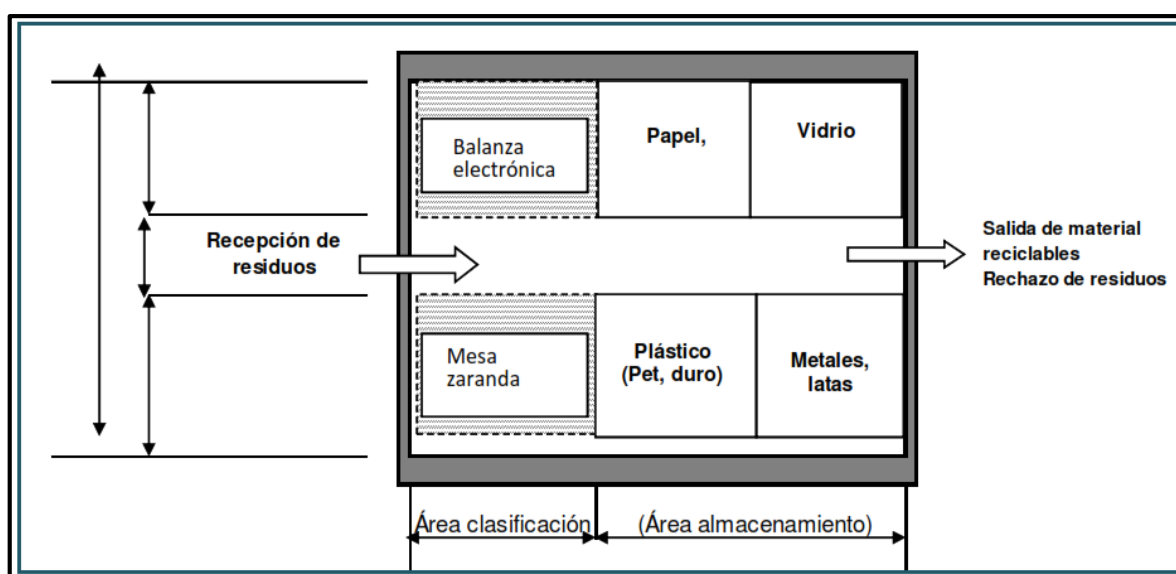 Balanza
electrónica
Papel,
Vidrio
Recepción de
residuos
Salida de material
reciclables
Rechazo de residuos
Mesa
zaranda
Plástico
(Pet, duro)
Metales,
latas
Área clasificación
(Área almacenamiento)